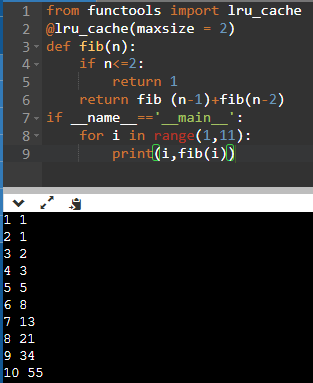 1 from functools import lru_cache
2 @lru_cache(maxsize = 2)
3 def fib(n):
4     if n<=2:
5         return 1
6     return fib (n-1)+fib(n-2)
7 if __name__=='__main__':
8     for i in range(1,11):
9         print(i,fib(i))
1 1
2 1
3 2
4 3
5 5
6 8
7 13
8 21
9 34
10 55